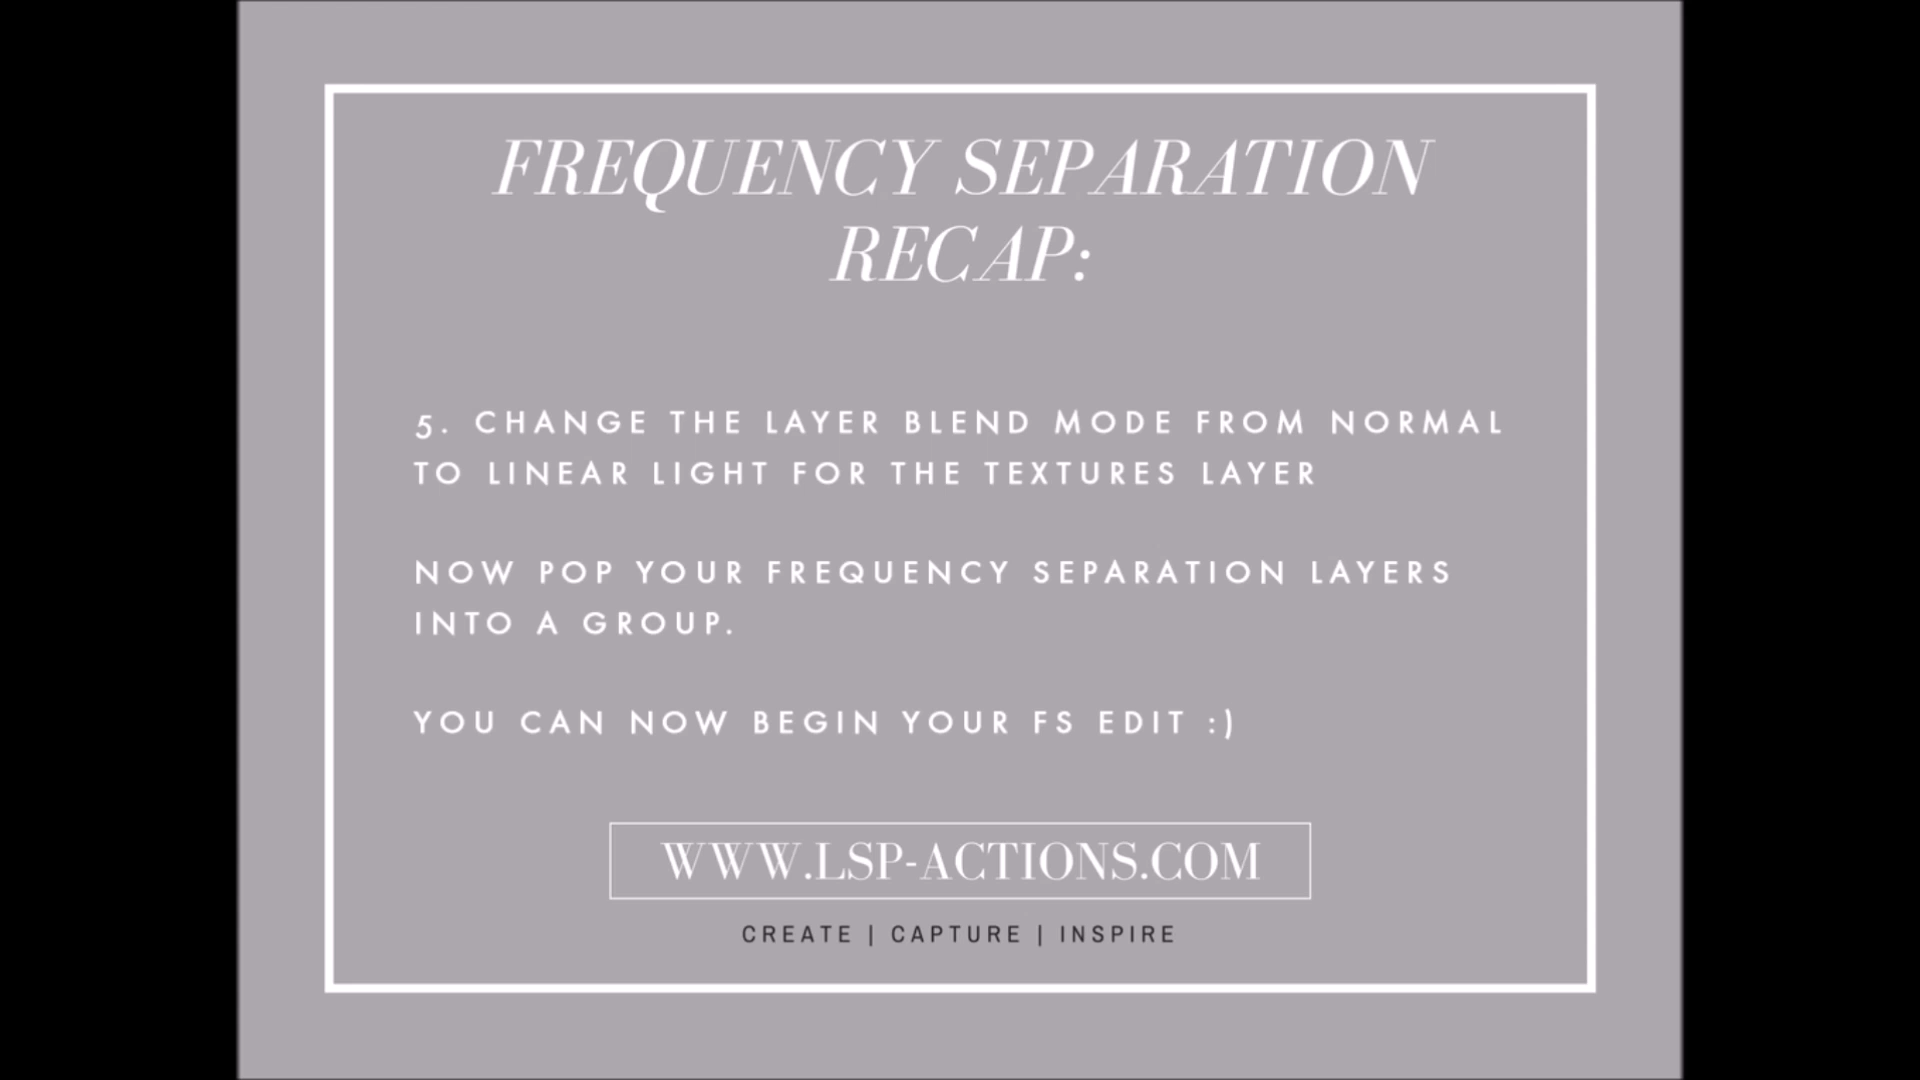 FREQUENCY SEPARATION
RECAP:
5. CHANGE THE LAYER BLEND MODE FROM NORMAL
TO LINEAR LIGHT FOR THE TEXTURES LAYER
NOW POP YOUR FREQUENCY SEPARATION LAYERS
INTO A GROUP.
YOU CAN NOW BEGIN YOUR FS EDIT :)
WWW.LSP-ACTIONS.COM
CREATE | CAPTURE | INSPIRE